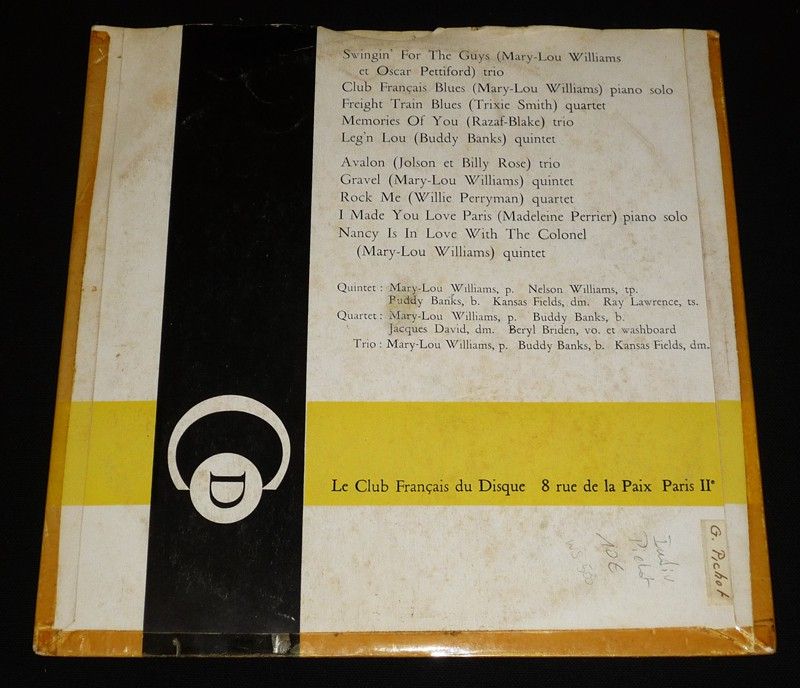 Swingin' For The Guys (Mary-Lou Williams
et Oscar Pettiford) trio
Club Français Blues (Mary-Lou Williams) piano solo
Freight Train Blues (Trixie Smith) quartet
Memories Of You (Razaf-Blake) trio
Leg'n Lou (Buddy Banks) quintet
Avalon (Jolson et Billy Rose) trio
Gravel (Mary-Lou Williams) quintet
Rock Me (Willie Perryman) quartet
I Made You Love Paris (Madeleine Perrier) piano solo
Nancy Is In Love With The Colonel
(Mary-Lou Williams) quintet
Quintet : Mary-Lou Williams, p. Nelson Williams, tp.
Puddy Banks, b. Kansas Fields, dm. Ray Lawrence, ts.
Quartet : Mary-Lou Williams, p. Buddy Banks, b.
Jacques David, dm. Beryl Briden, vo. et washboard
Trio : Mary-Lou Williams, p. Buddy Banks, b. Kansas Fields, dm.
D
Le Club Français du Disque 8 rue de la Paix Paris IIe
G. Pichot
Pichot
10€